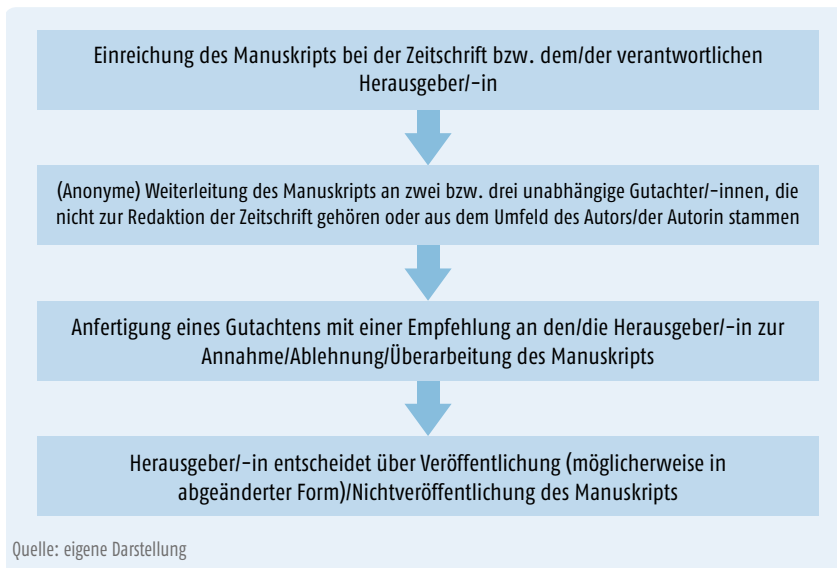 Einreichung des Manuskripts bei der Zeitschrift bzw. dem/der verantwortlichen
Herausgeber/-in
(Anonyme) Weiterleitung des Manuskripts an zwei bzw. drei unabhängige Gutachter/-innen, die
nicht zur Redaktion der Zeitschrift gehören oder aus dem Umfeld des Autors/der Autorin stammen
Anfertigung eines Gutachtens mit einer Empfehlung an den/die Herausgeber/-in zur
Annahme/Ablehnung/Überarbeitung des Manuskripts
Herausgeber/-in entscheidet über Veröffentlichung (möglicherweise in
abgeänderter Form)/Nichtveröffentlichung des Manuskripts
Quelle: eigene Darstellung